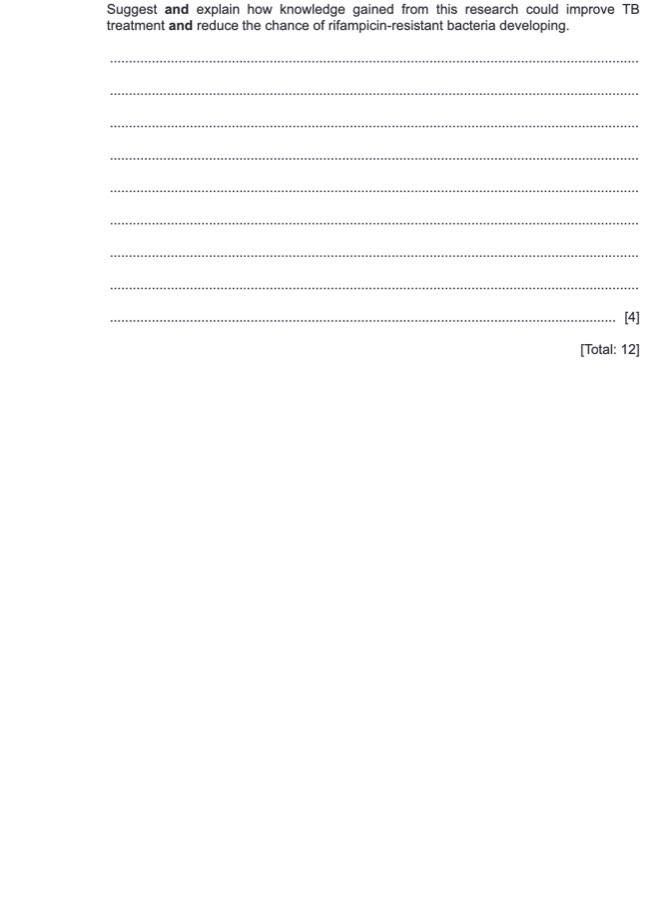 Suggest and explain how knowledge gained from this research could improve TB
treatment and reduce the chance of rifampicin-resistant bacteria developing.
[4]
[Total: 12]